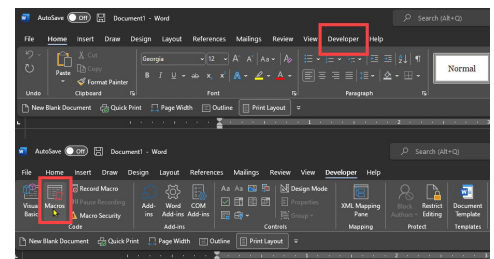 AutoSave Off Document1 - Word Search (Alt+Q)
File Home Insert Draw Design Layout References Mailings Review View Developer Help
Paste Cut Georgia 12 A A Aa A
Copy
Format Painter B I U ab x x A A Normal
Undo Clipboard Font Paragraph
New Blank Document Quick Print Page Width Outline Print Layout
AutoSave Off Document1 - Word Search (Alt+Q)
File Home Insert Draw Design Layout References Mailings Review View Developer Help
Visual Basic Macros Record Macro Add-ins Word Add-ins COM Add-ins Aa Aa Design Mode XML Mapping Pane Block Authors Restrict Editing Document Template
Pause Recording Properties
Macro Security Group
Code Add-ins Controls Mapping Protect Templates
New Blank Document Quick Print Page Width Outline Print Layout